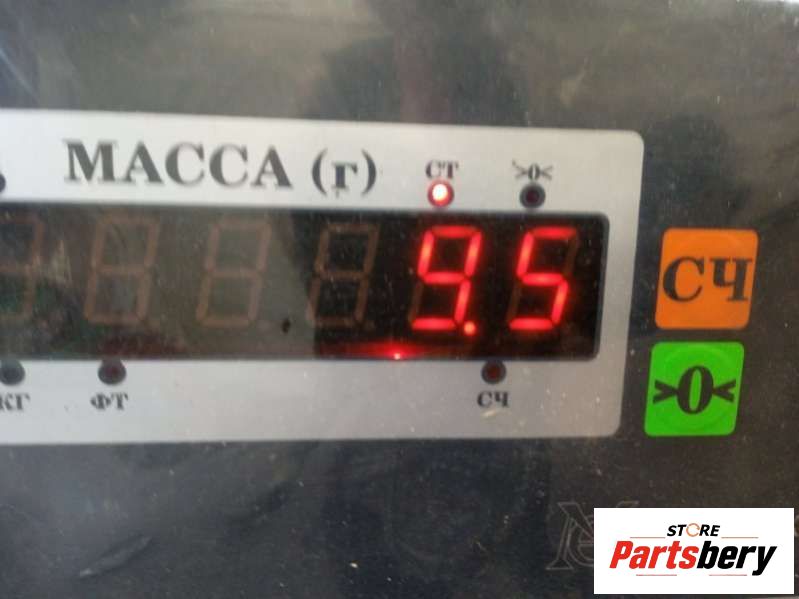 МАССА (г)
СТ >0<
9.5
СЧ
КГ ФТ СЧ
>0<
STORE
Partsbery